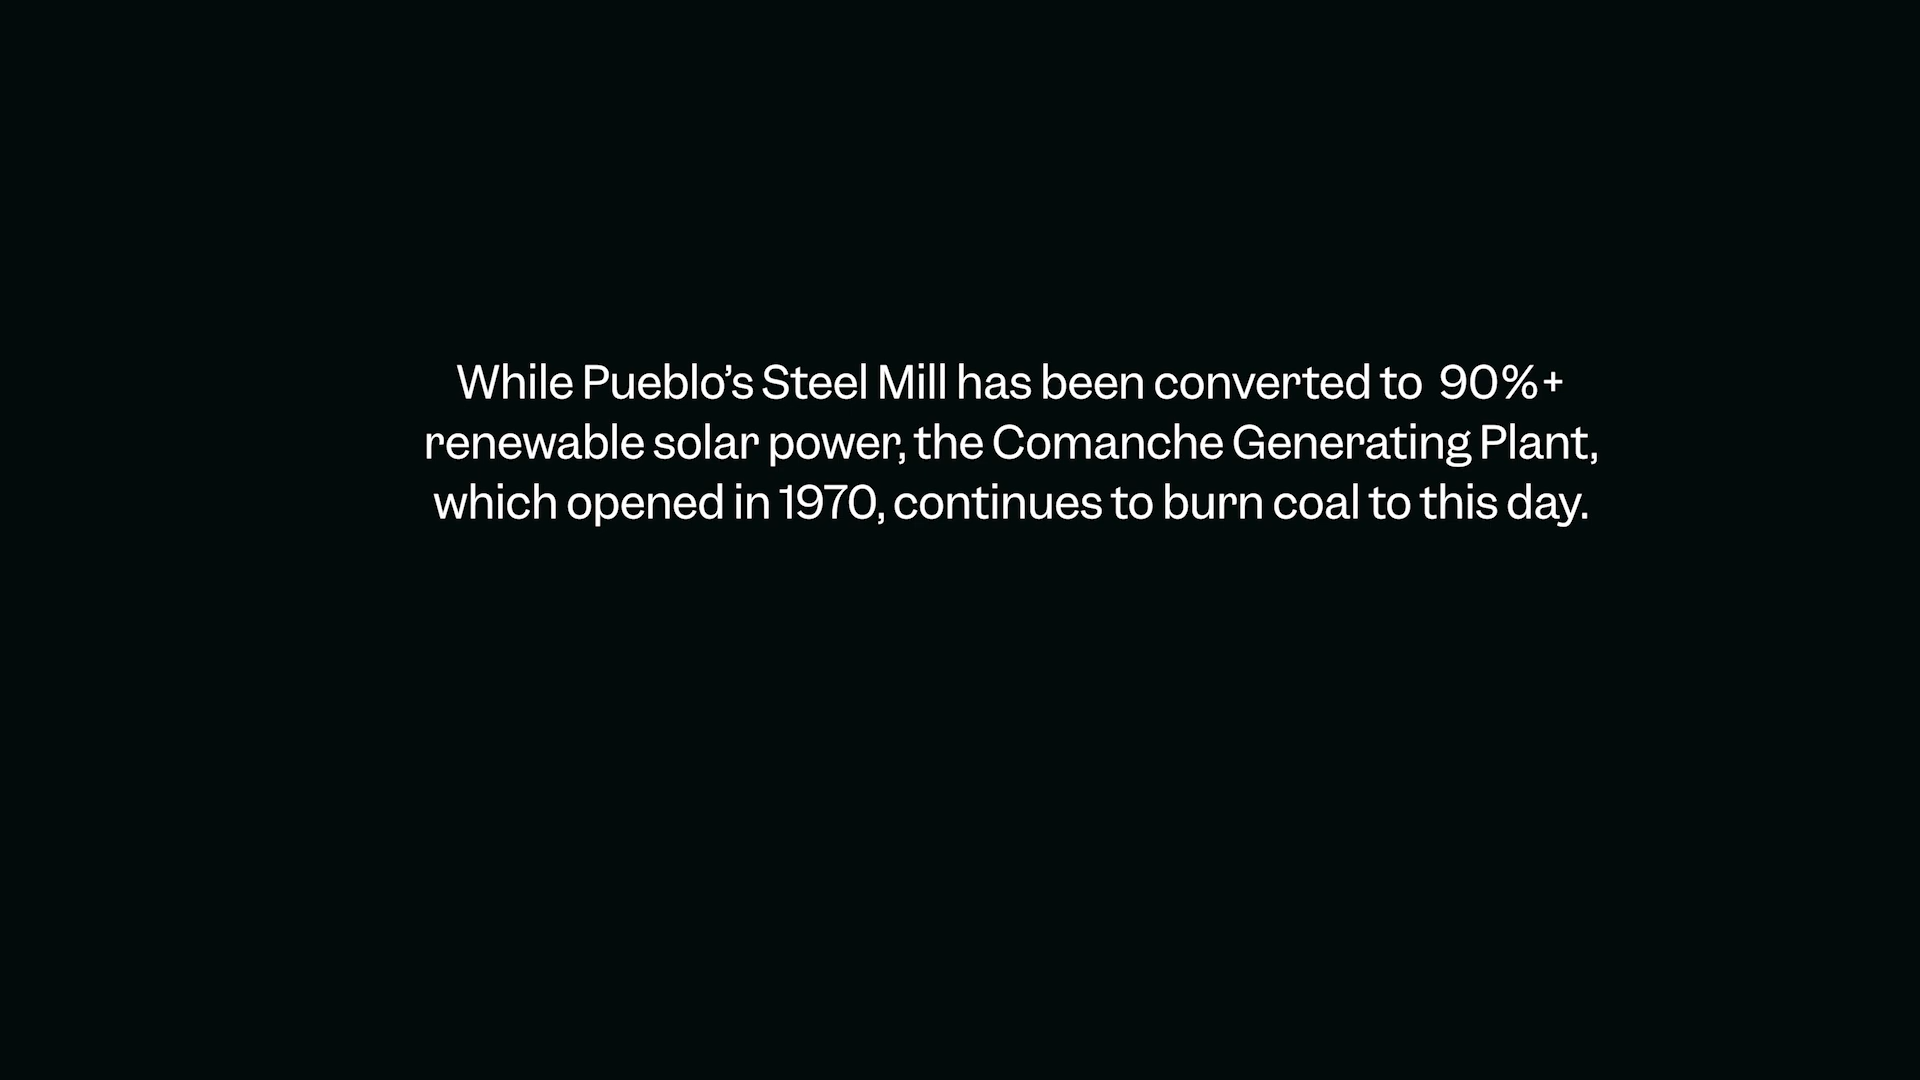 While Pueblo’s Steel Mill has been converted to  90%+
renewable solar power, the Comanche Generating Plant,
which opened in 1970, continues to burn coal to this day.